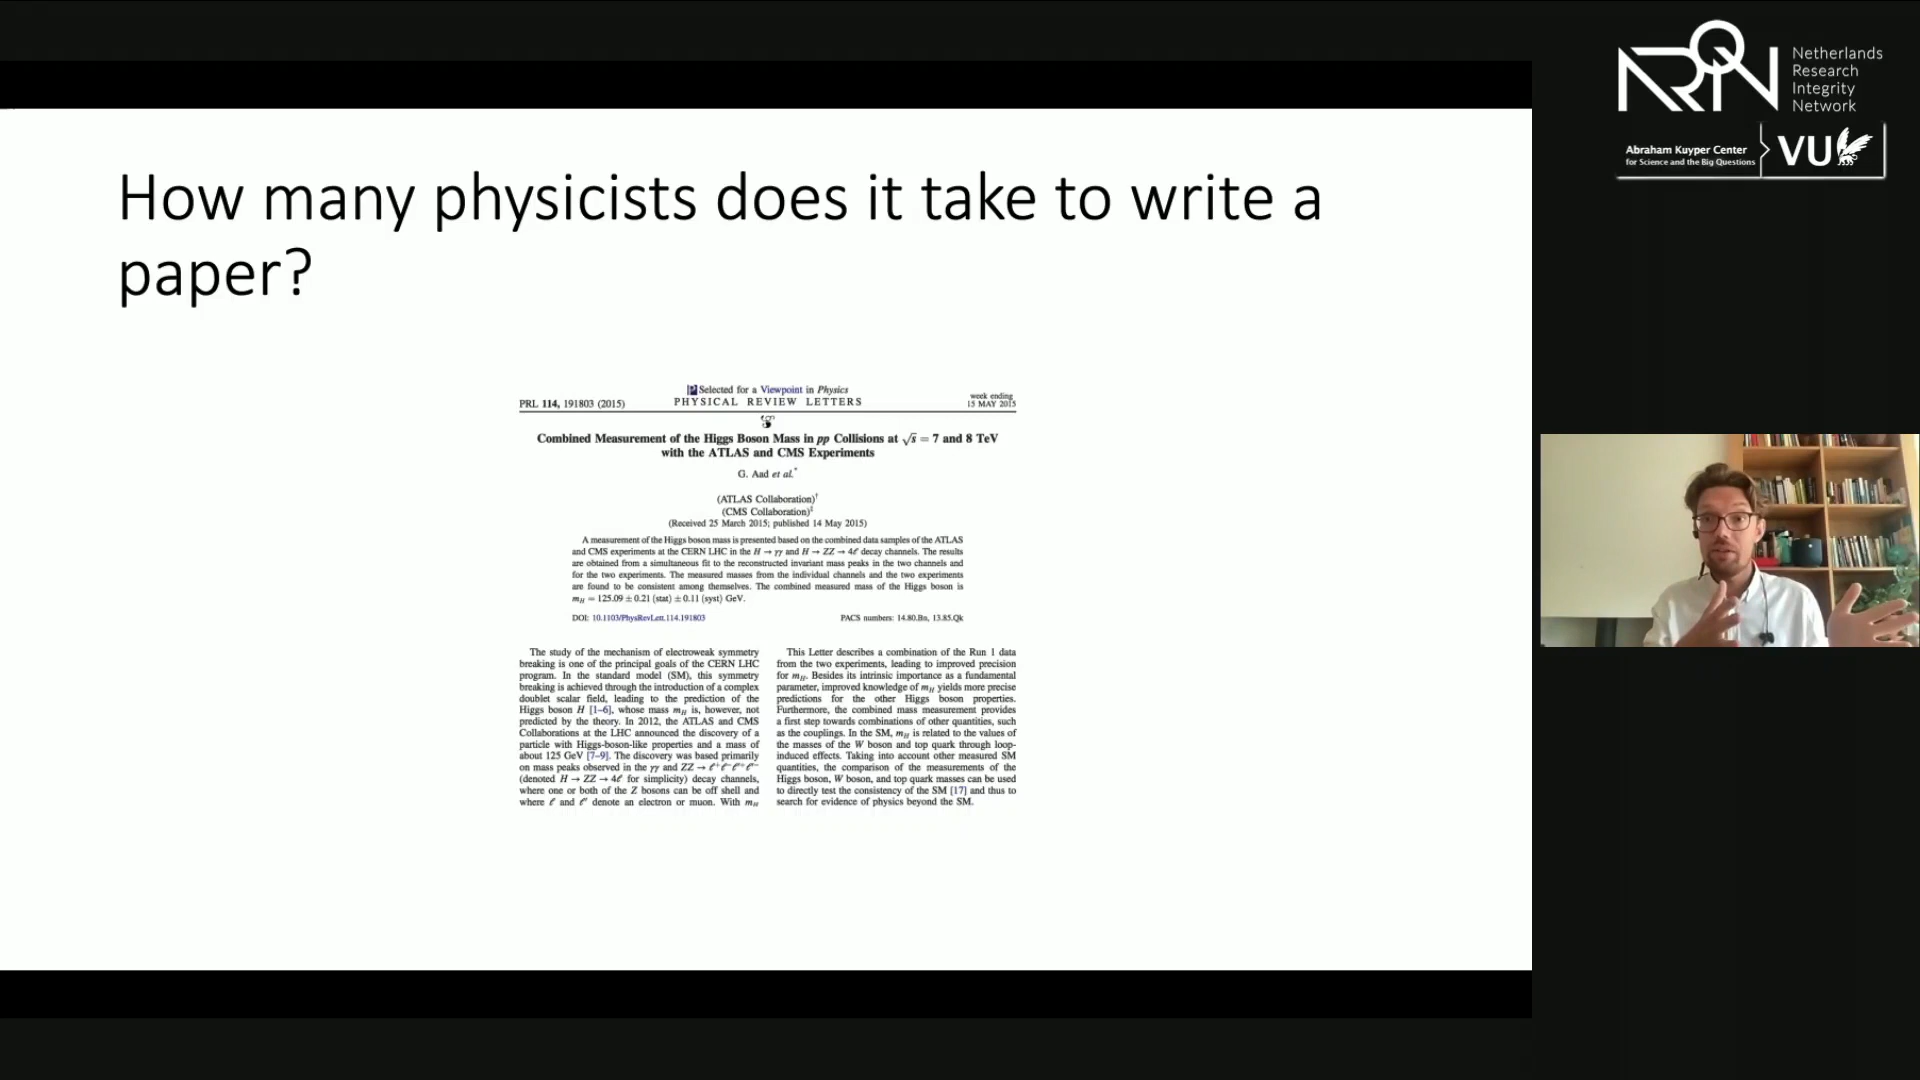 How many physicists does it take to write a
paper?
Selected for a Viewpoint in Physics
PRL 114, 191803 (2015)
PHYSICAL REVIEW LETTERS
week ending
15 MAY 2015
Combined Measurement of the Higgs Boson Mass in pp Collisions at √s = 7 and 8 TeV
with the ATLAS and CMS Experiments
G. Aad et al.*
(ATLAS Collaboration)†
(CMS Collaboration)‡
(Received 25 March 2015; published 14 May 2015)
A measurement of the Higgs boson mass is presented based on the combined data samples of the ATLAS
and CMS experiments at the CERN LHC in the H → γγ and H → ZZ → 4ℓ decay channels. The results
are obtained from a simultaneous fit to the reconstructed invariant mass peaks in the two channels and
for the two experiments. The measured masses from the individual channels and the two experiments
are found to be consistent among themselves. The combined measured mass of the Higgs boson is
mH = 125.09 ± 0.21 (stat) ± 0.11 (syst) GeV.
DOI: 10.1103/PhysRevLett.114.191803
PACS numbers: 14.80.Bn, 13.85.Qk
The study of the mechanism of electroweak symmetry
breaking is one of the principal goals of the CERN LHC
program. In the standard model (SM), this symmetry
breaking is achieved through the introduction of a complex
doublet scalar field, leading to the prediction of the
Higgs boson H [1–6], whose mass mH is, however, not
predicted by the theory. In 2012, the ATLAS and CMS
Collaborations at the LHC announced the discovery of a
particle with Higgs-boson-like properties and a mass of
about 125 GeV [7–9]. The discovery was based primarily
on mass peaks observed in the γγ and ZZ → ℓ+ℓ−ℓ′+ℓ′−
(denoted H → ZZ → 4ℓ for simplicity) decay channels,
where one or both of the Z bosons can be off shell and
where ℓ and ℓ′ denote an electron or muon. With mH
This Letter describes a combination of the Run 1 data
from the two experiments, leading to improved precision
for mH. Besides its intrinsic importance as a fundamental
parameter, improved knowledge of mH yields more precise
predictions for the other Higgs boson properties.
Furthermore, the combined mass measurement provides
a first step towards combinations of other quantities, such
as the couplings. In the SM, mH is related to the values of
the masses of the W boson and top quark through loop-
induced effects. Taking into account other measured SM
quantities, the comparison of the measurements of the
Higgs boson, W boson, and top quark masses can be used
to directly test the consistency of the SM [17] and thus to
search for evidence of physics beyond the SM.
NRIN
Netherlands
Research
Integrity
Network
Abraham Kuyper Center
for Science and the Big Questions
VU